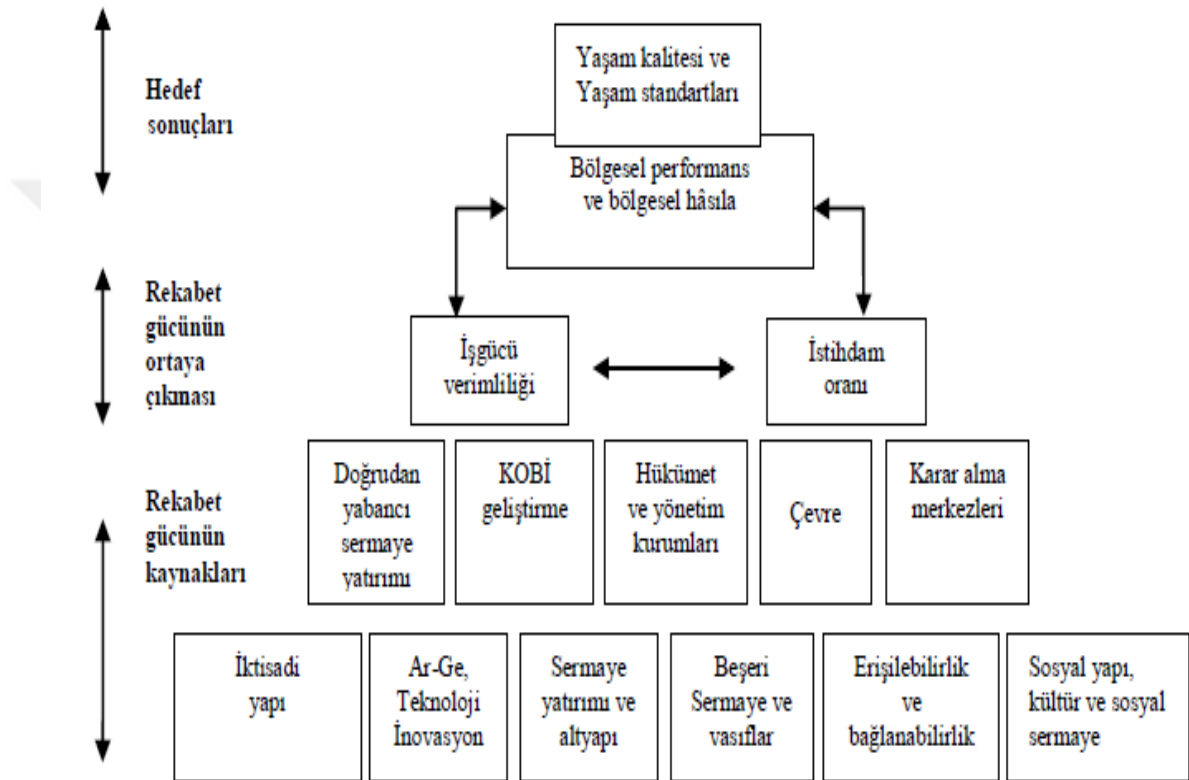 Yaşam kalitesi ve
Yaşam standartları
Hedef
sonuçları
Bölgesel performans
ve bölgesel hâsıla
Rekabet
gücünün
ortaya
çıkması
İşgücü
verimliliği
İstihdam
oranı
Rekabet
gücünün
kaynakları
Doğrudan
yabancı
sermaye
yatırımı
KOBİ
geliştirme
Hükümet
ve yönetim
kurumları
Çevre
Karar alma
merkezleri
İktisadi
yapı
Ar-Ge,
Teknoloji
İnovasyon
Sermaye
yatırımı ve
altyapı
Beşeri
Sermaye ve
vasıflar
Erişilebilirlik
ve
bağlanabilirlik
Sosyal yapı,
kültür ve sosyal
sermaye